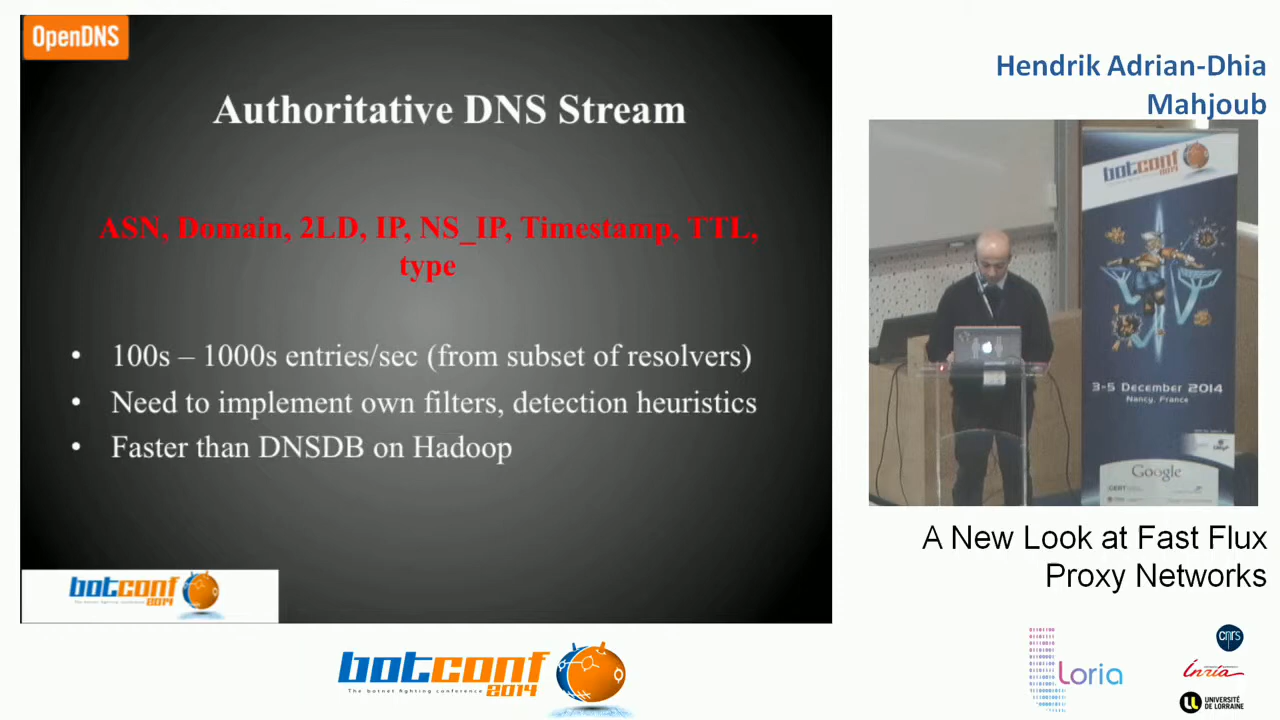 OpenDNS
Authoritative DNS Stream
ASN, Domain, 2LD, IP, NS_IP, Timestamp, TTL,
type
• 100s – 1000s entries/sec (from subset of resolvers)
• Need to implement own filters, detection heuristics
• Faster than DNSDB on Hadoop
botconf
2014
Hendrik Adrian-Dhia
Mahjoub
botconf
2014
3-5 December 2014
Nancy, France
Google
A New Look at Fast Flux
Proxy Networks
botconf
The botnet fighting conference 2014
Loria
cnrs
Inria
UNIVERSITÉ
DE LORRAINE